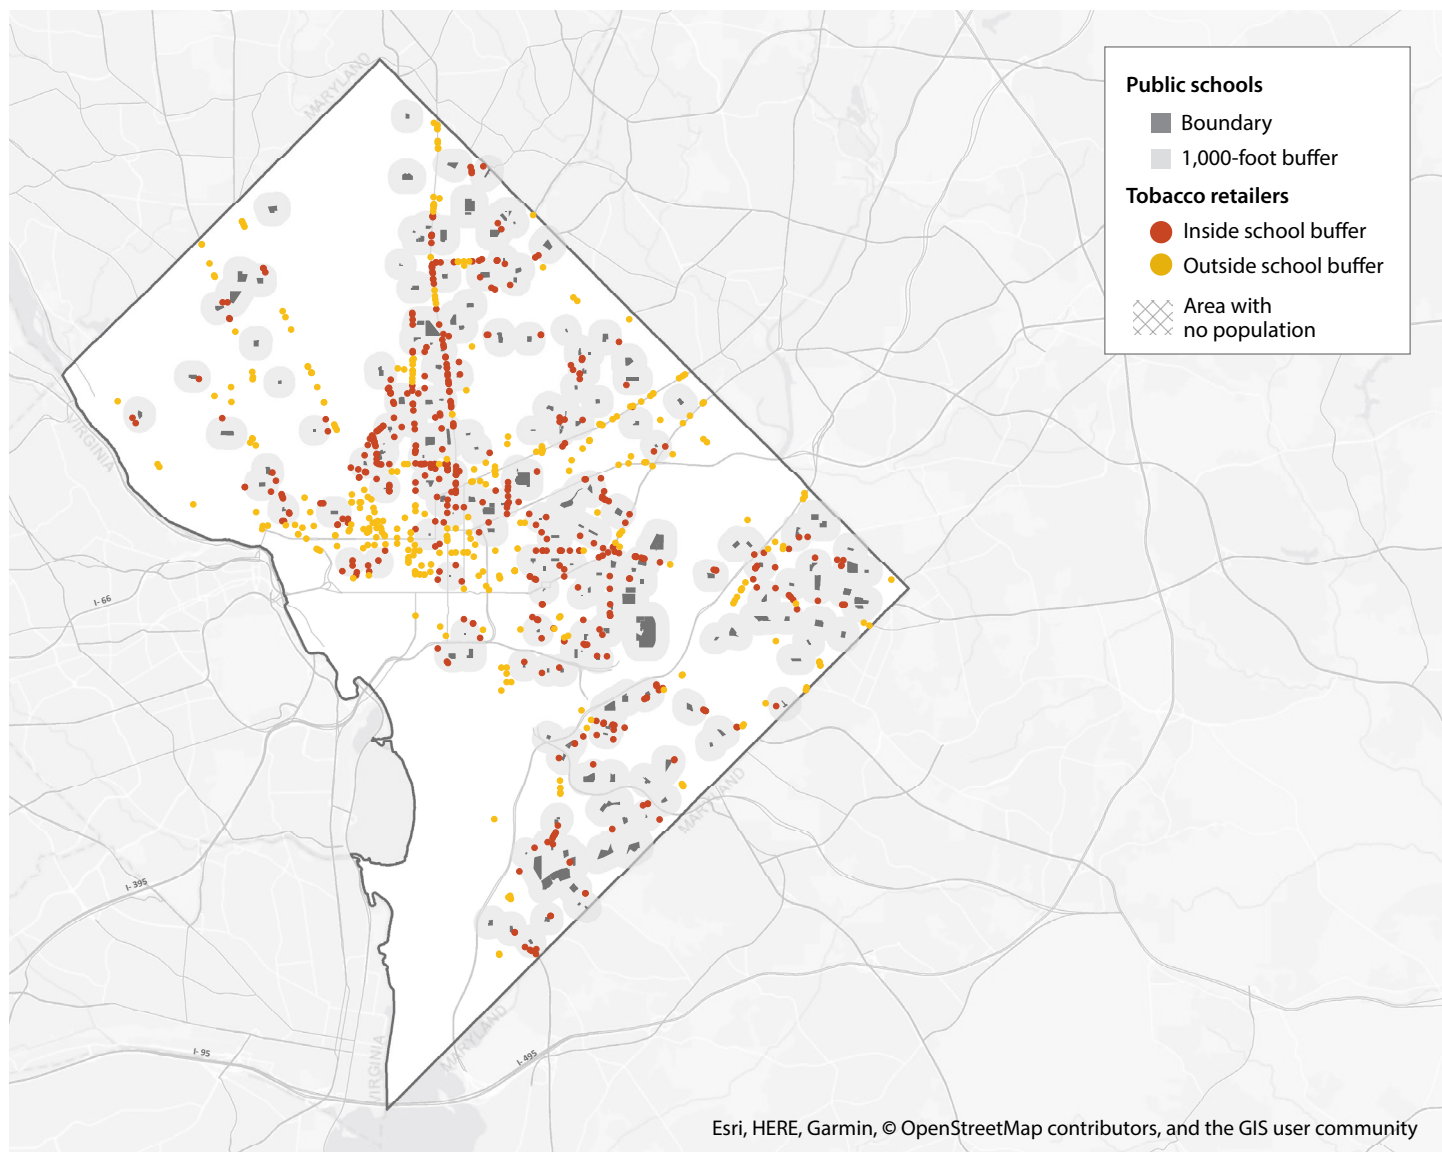 Public schools
Boundary
1,000-foot buffer
Tobacco retailers
Inside school buffer
Outside school buffer
Area with
no population
MARYLAND
VIRGINIA
I- 66
MARYLAND
I- 395
MARYLAND
VIRGINIA
I- 95
I- 495
Esri, HERE, Garmin, © OpenStreetMap contributors, and the GIS user community